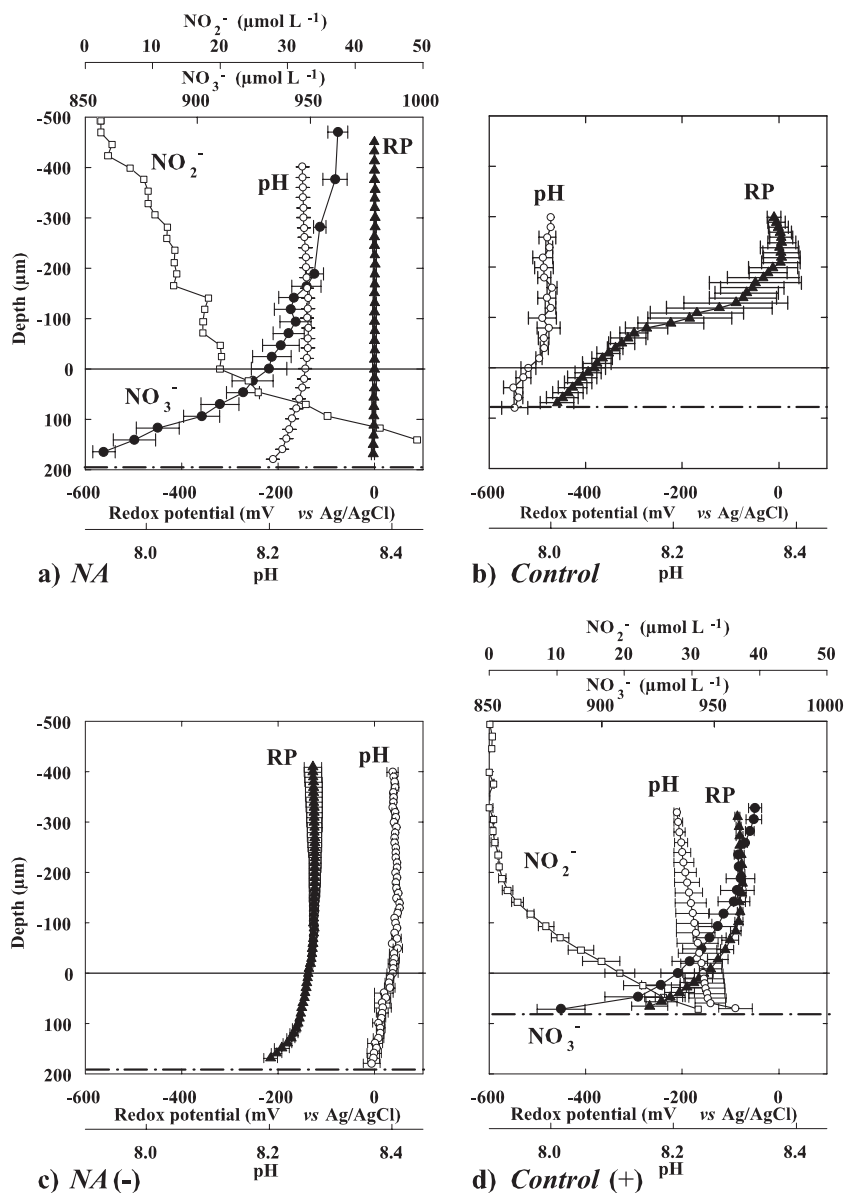 NO2- (µmol L -1)
0 10 20 30 40 50
NO3- (µmol L -1)
850 900 950 1000
-500
-400
-300
-200
-100
0
100
200
Depth (µm)
NO2-
pH
RP
NO3-
-600 -400 -200 0
Redox potential (mV vs Ag/AgCl)
8.0 8.2 8.4
pH
a) NA
pH
RP
-600 -400 -200 0
Redox potential (mV vs Ag/AgCl)
8.0 8.2 8.4
pH
b) Control
-500
-400
-300
-200
-100
0
100
200
Depth (µm)
RP
pH
-600 -400 -200 0
Redox potential (mV vs Ag/AgCl)
8.0 8.2 8.4
pH
c) NA (-)
NO2- (µmol L -1)
0 10 20 30 40 50
NO3- (µmol L -1)
850 900 950 1000
pH
RP
NO2-
NO3-
-600 -400 -200 0
Redox potential (mV vs Ag/AgCl)
8.0 8.2 8.4
pH
d) Control (+)